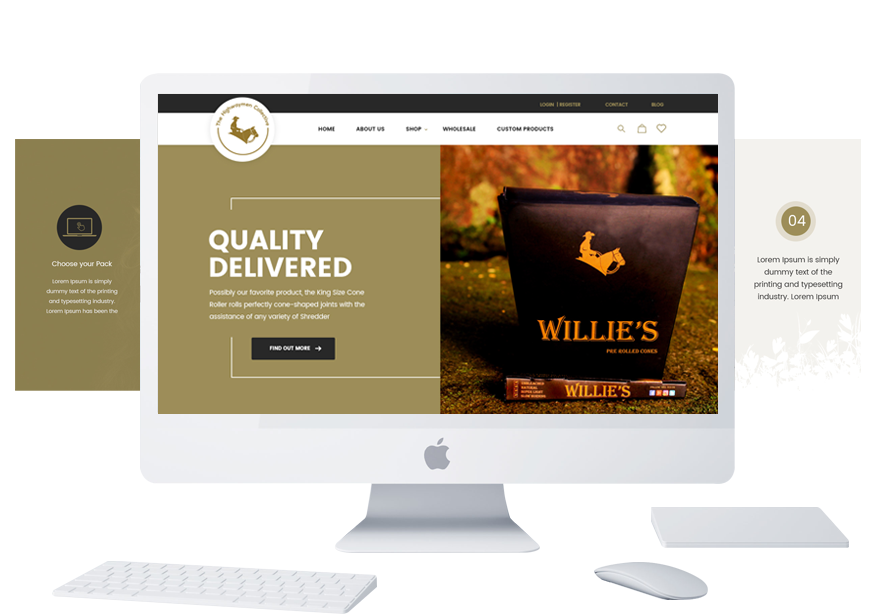 LOGIN | REGISTER CONTACT BLOG
The Highwayman Collective
HOME ABOUT US SHOP WHOLESALE CUSTOM PRODUCTS
QUALITY
DELIVERED
Possibly our favorite product, the King Size Cone
Roller rolls perfectly cone-shaped joints with the
assistance of any variety of Shredder
FIND OUT MORE
WILLIE'S
PRE-ROLLED CONES
WILLIE'S
Choose your Pack
Lorem Ipsum is simply
dummy text of the printing
and typesetting industry.
Lorem Ipsum has been the
04
Lorem Ipsum is simply
dummy text of the
printing and typesetting
industry. Lorem Ipsum